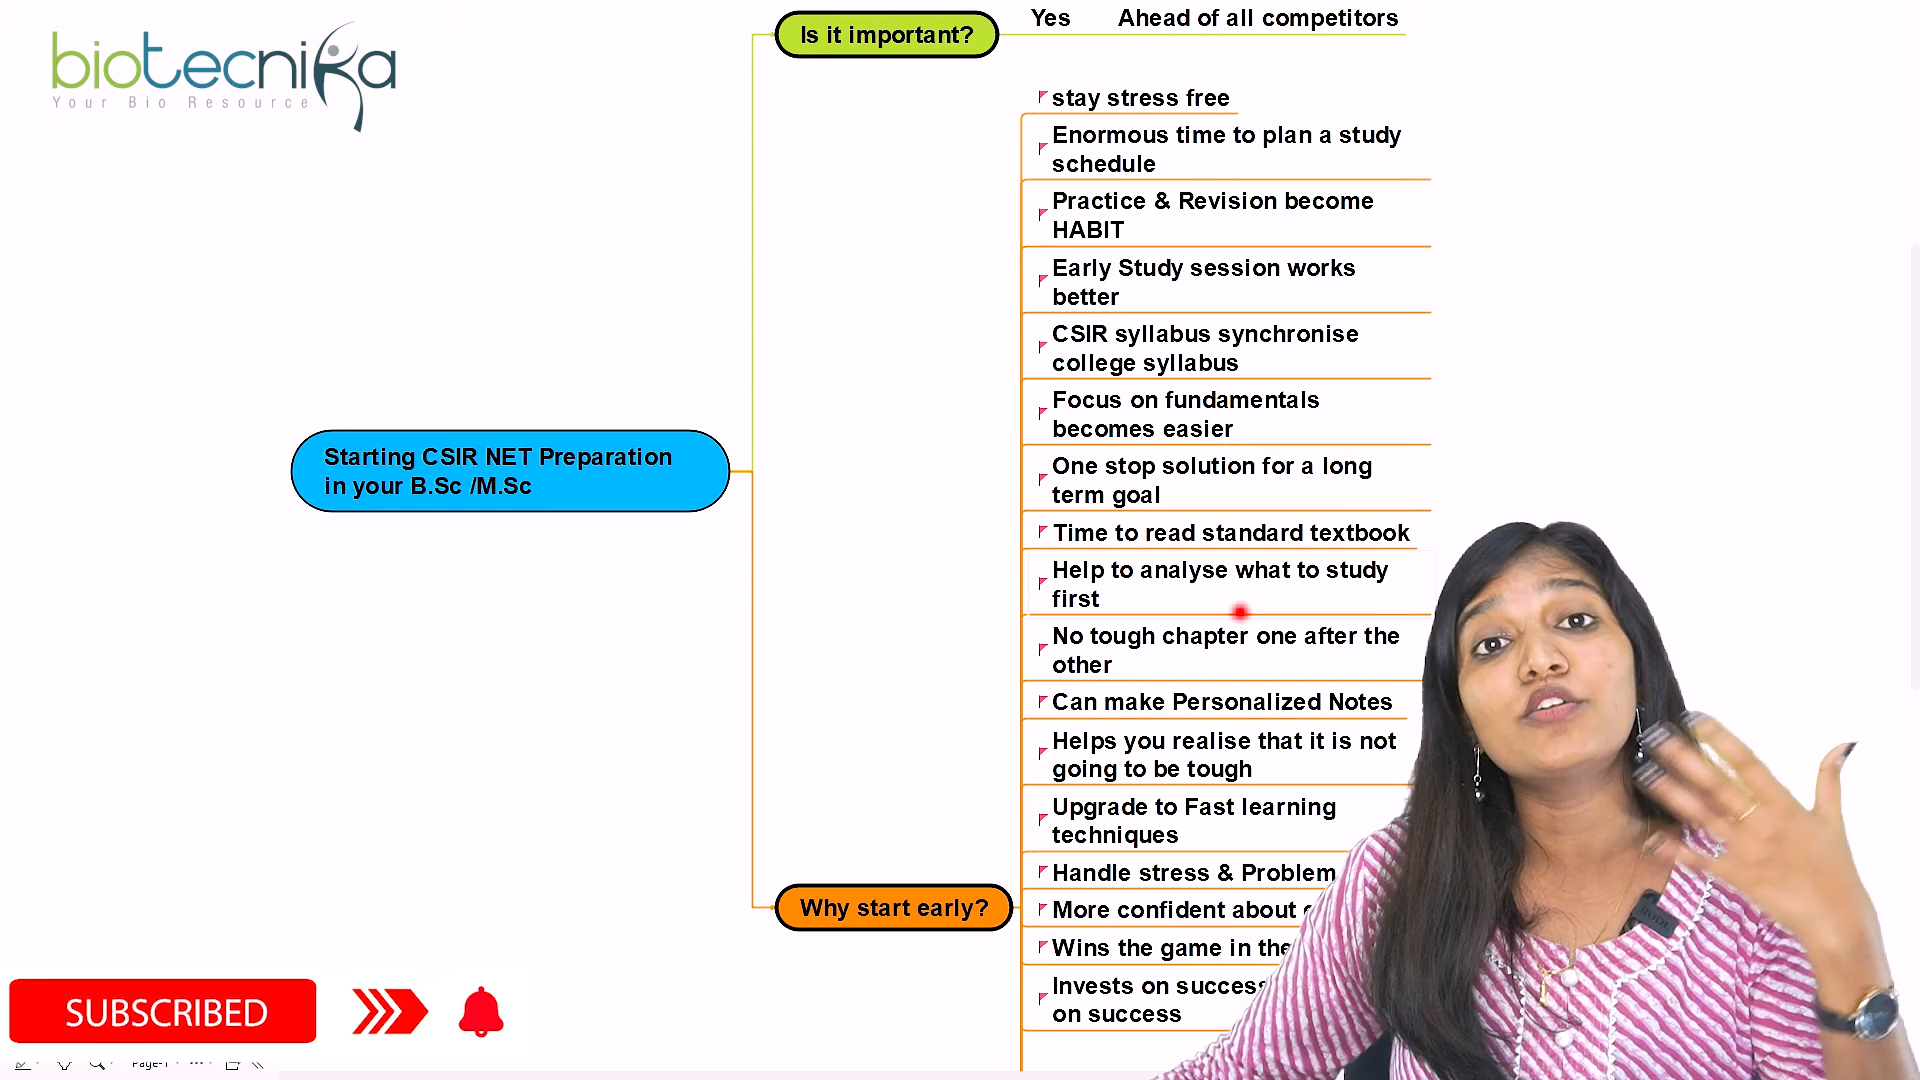 biotecnika
Your Bio Resource
Is it important?
Yes Ahead of all competitors
stay stress free
Enormous time to plan a study
schedule
Practice & Revision become
HABIT
Early Study session works
better
CSIR syllabus synchronise
college syllabus
Focus on fundamentals
becomes easier
One stop solution for a long
term goal
Time to read standard textbook
Help to analyse what to study
first
No tough chapter one after the
other
Can make Personalized Notes
Helps you realise that it is not
going to be tough
Upgrade to Fast learning
techniques
Handle stress & Problem
More confident about
Wins the game in the
Invests on success
on success
Starting CSIR NET Preparation
in your B.Sc /M.Sc
Why start early?
SUBSCRIBED